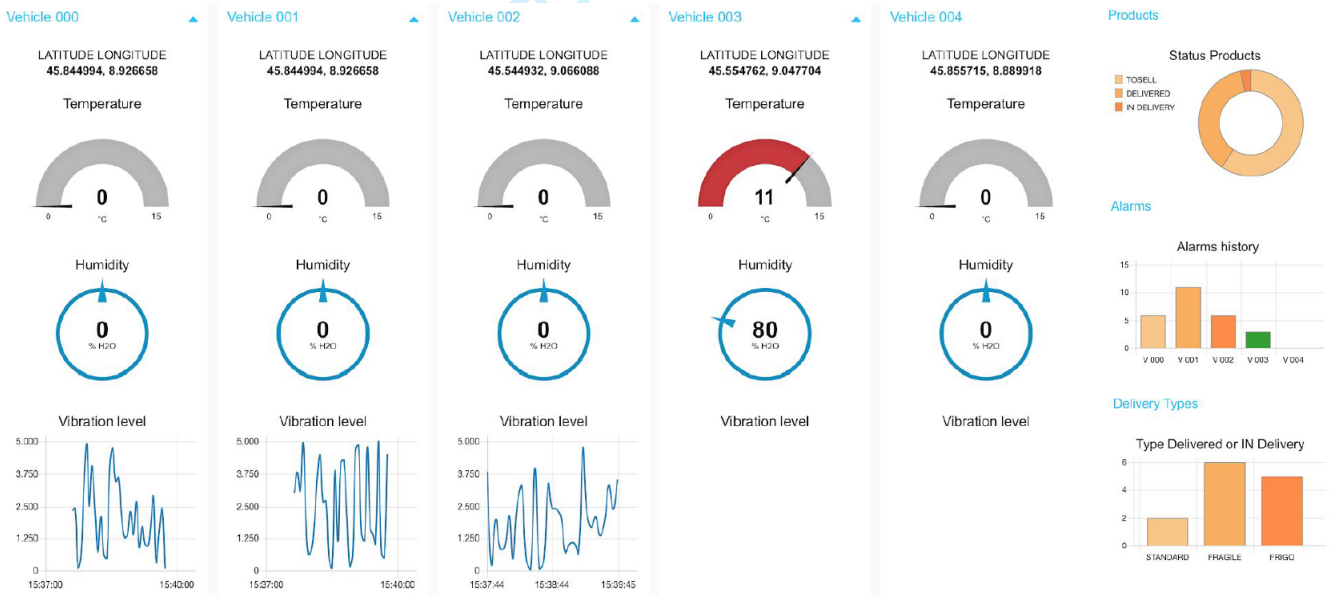 Vehicle 000
LATITUDE LONGITUDE
45.844994, 8.926658
Temperature
0
°C
0
15
Humidity
0
% H2O
Vibration level
5.000
3.750
2.500
1.250
0
15:37:00
15:40:00
Vehicle 001
LATITUDE LONGITUDE
45.844994, 8.926658
Temperature
0
°C
0
15
Humidity
0
% H2O
Vibration level
5.000
3.750
2.500
1.250
0
15:37:00
15:40:00
Vehicle 002
LATITUDE LONGITUDE
45.544932, 9.066088
Temperature
0
°C
0
15
Humidity
0
% H2O
Vibration level
5.000
3.750
2.500
1.250
0
15:37:44
15:38:44
15:39:45
Vehicle 003
LATITUDE LONGITUDE
45.554762, 9.047704
Temperature
11
°C
0
15
Humidity
80
% H2O
Vibration level
Vehicle 004
LATITUDE LONGITUDE
45.855715, 8.889918
Temperature
0
°C
0
15
Humidity
0
% H2O
Vibration level
Products
Status Products
TOSELL
DELIVERED
IN DELIVERY
Alarms
Alarms history
15
10
5
0
V 000 V 001 V 002 V 003 V 004
Delivery Types
Type Delivered or IN Delivery
6
4
2
0
STANDARD FRAGILE FRIGO